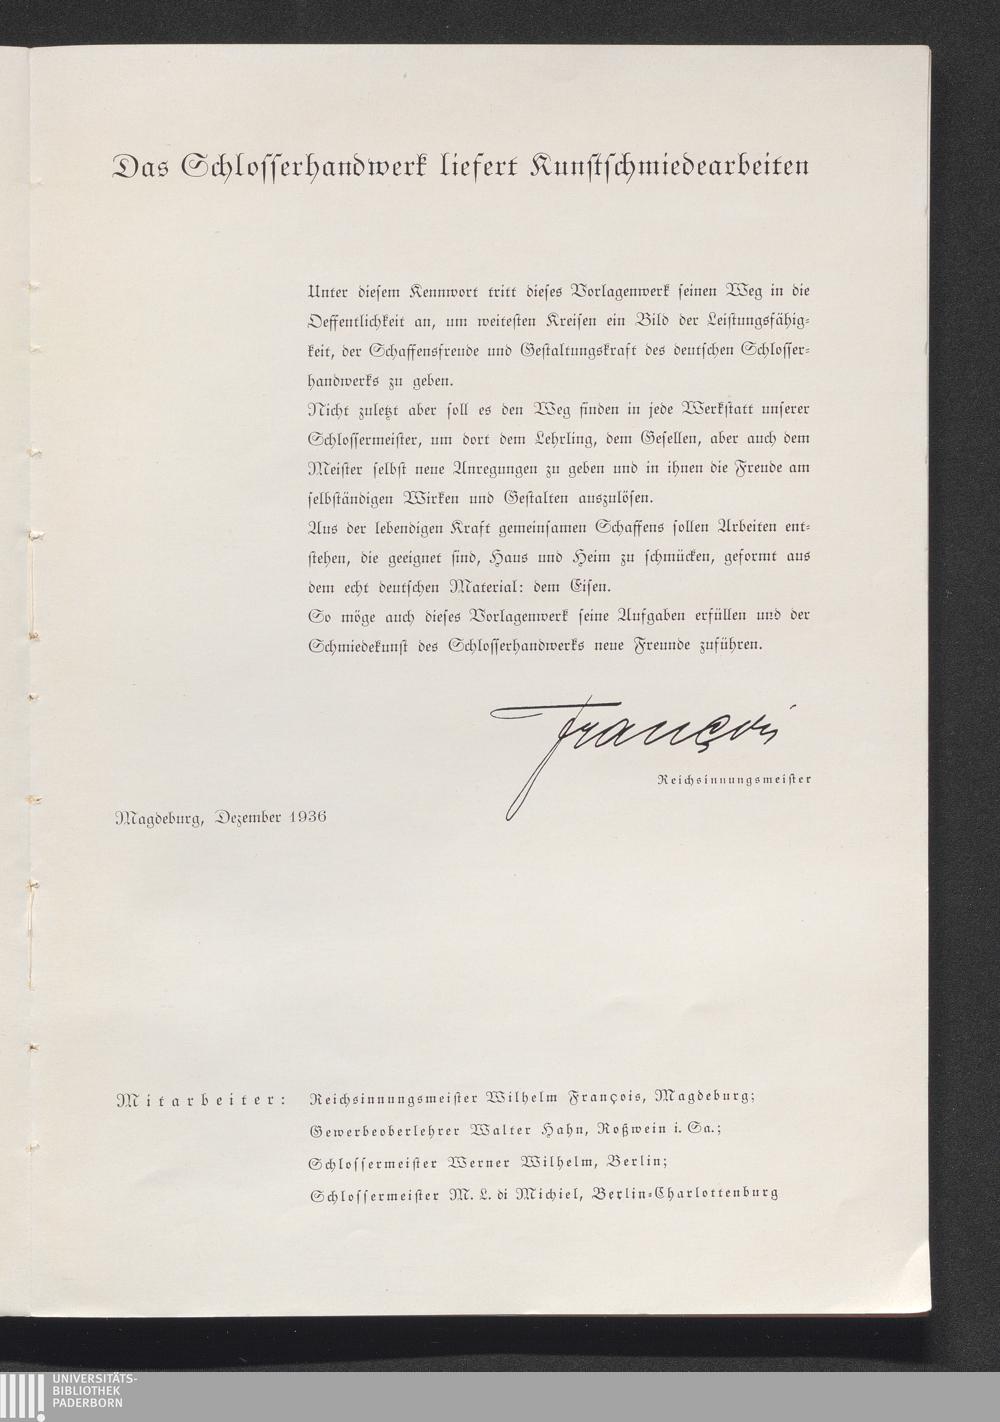 Das Schlosserhandwerk liefert Kunstschmiedearbeiten
Unter diesem Kennwort tritt dieses Vorlagenwerk seinen Weg in die
Oeffentlichkeit an, um weitesten Kreisen ein Bild der Leistungsfähig-
keit, der Schaffensfreude und Gestaltungskraft des deutschen Schlosser-
handwerks zu geben.
Nicht zuletzt aber soll es den Weg finden in jede Werkstatt unserer
Schlossermeister, um dort dem Lehrling, dem Gesellen, aber auch dem
Meister selbst neue Anregungen zu geben und in ihnen die Freude am
selbständigen Wirken und Gestalten auszulösen.
Aus der lebendigen Kraft gemeinsamen Schaffens sollen Arbeiten ent-
stehen, die geeignet sind, Haus und Heim zu schmücken, geformt aus
dem echt deutschen Material: dem Eisen.
So möge auch dieses Vorlagenwerk seine Aufgaben erfüllen und der
Schmiedekunst des Schlosserhandwerks neue Freunde zuführen.
François
Reichsinnungsmeister
Magdeburg, Dezember 1936
Mitarbeiter: Reichsinnungsmeister Wilhelm François, Magdeburg;
Gewerbeoberlehrer Walter Hahn, Roßwein i. Sa.;
Schlossermeister Werner Wilhelm, Berlin;
Schlossermeister M. L. di Michiel, Berlin-Charlottenburg
UNIVERSITÄTS-
BIBLIOTHEK
PADERBORN